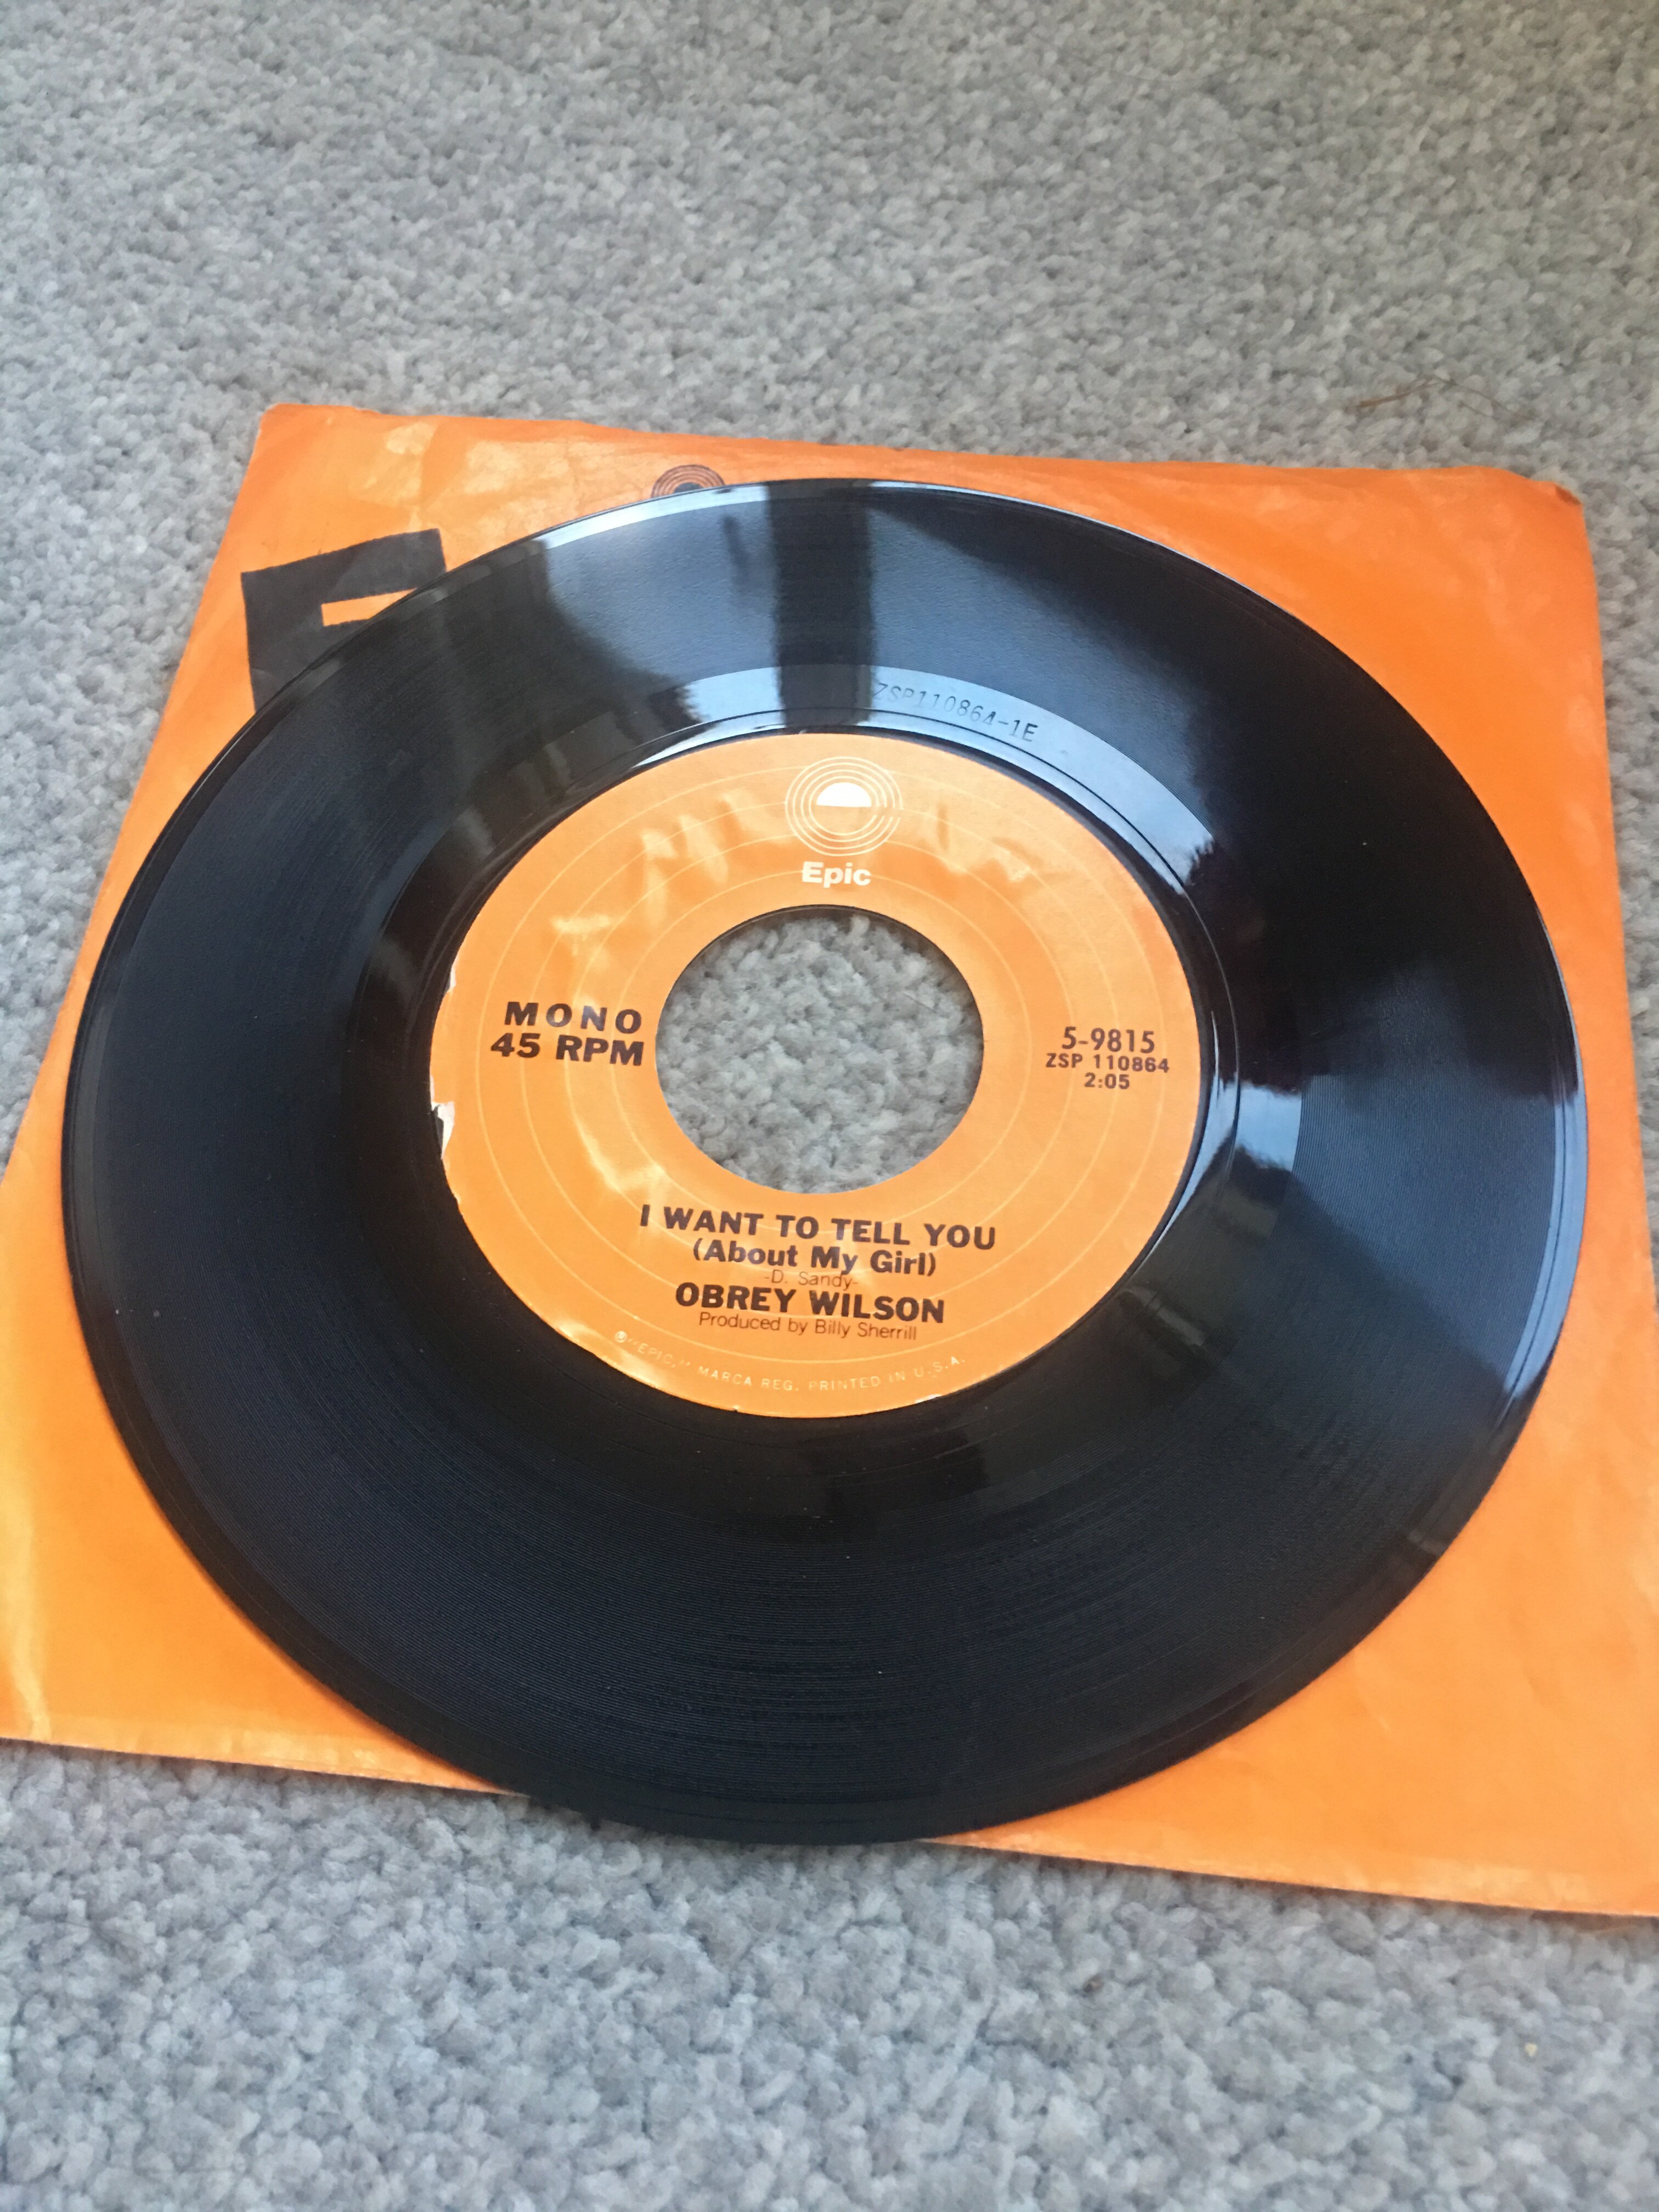 ZSP110864-1E
Epic
MONO
45 RPM
5-9815
ZSP 110864
2:05
I WANT TO TELL YOU
(About My Girl)
-D. Sandy-
OBREY WILSON
Produced by Billy Sherrill
℗"EPIC," MARCA REG. PRINTED IN U.S.A.